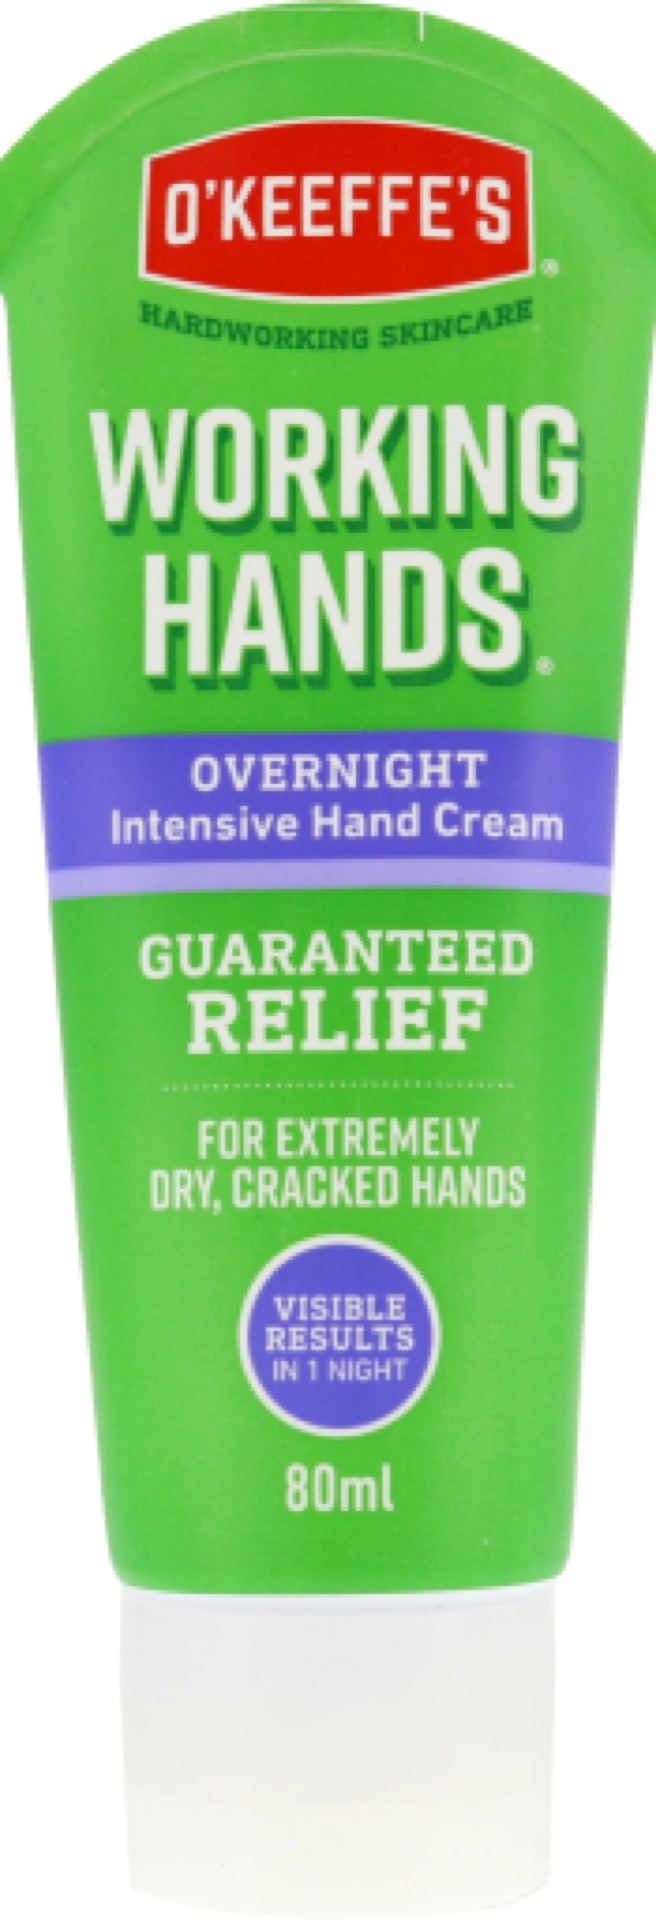 O'KEEFFE'S®
HARDWORKING SKINCARE
WORKING
HANDS®
OVERNIGHT
Intensive Hand Cream
GUARANTEED
RELIEF
FOR EXTREMELY
DRY, CRACKED HANDS
VISIBLE
RESULTS
IN 1 NIGHT
80ml